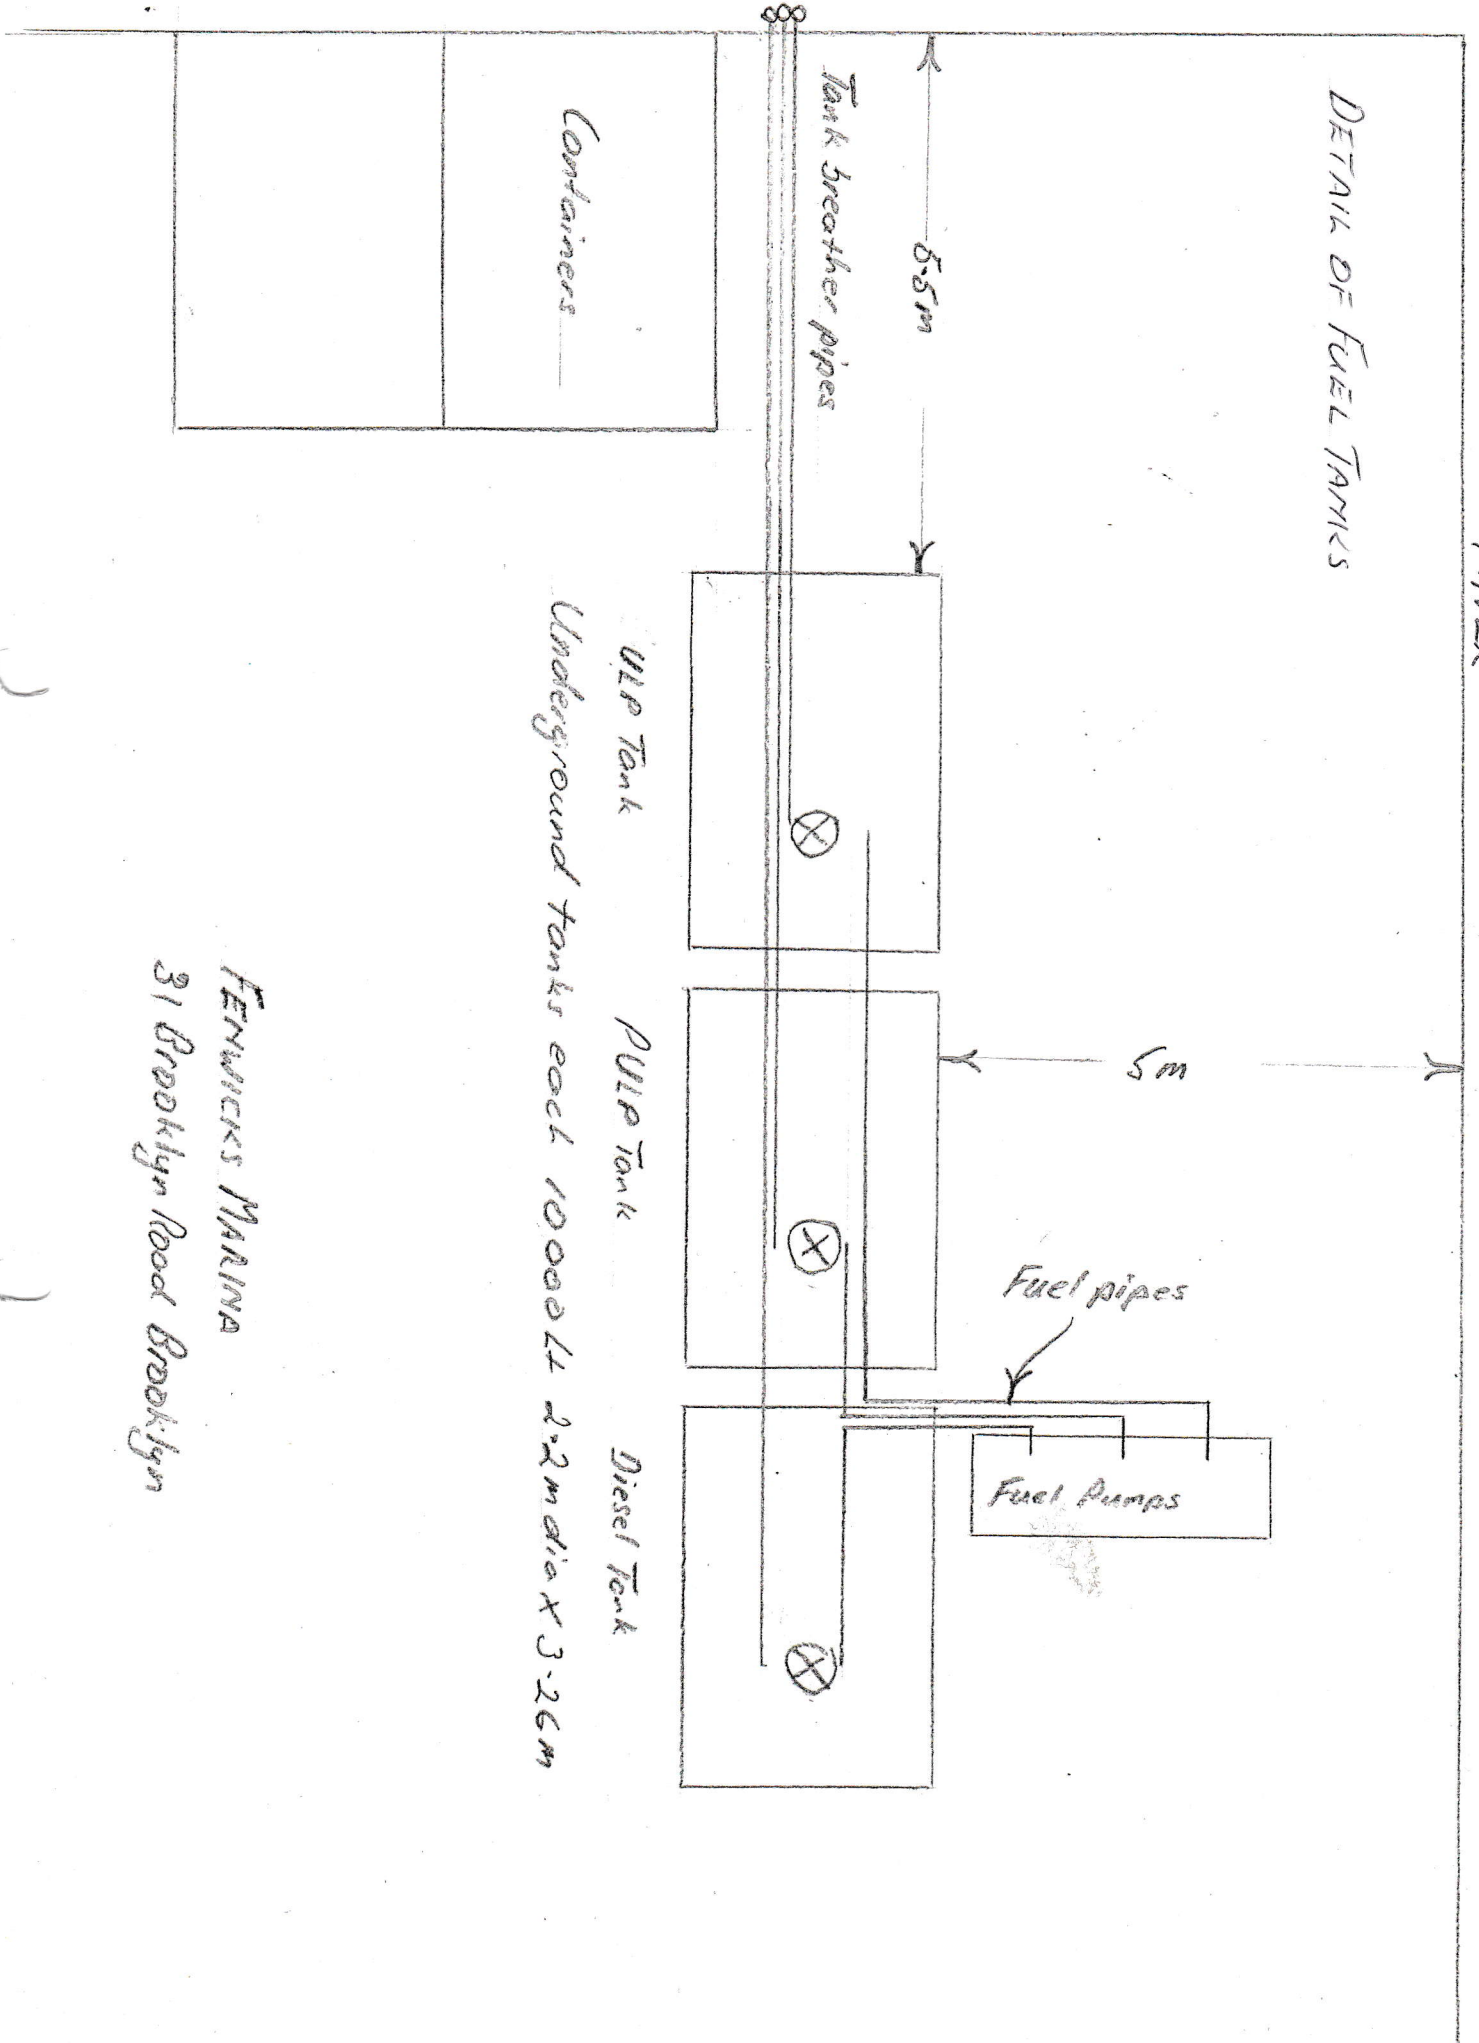 DETAIL OF FUEL TANKS
5.5m
Tank breather pipes
Containers
5m
Fuel pipes
Fuel Pumps
ULP Tank
PULP Tank
Diesel Tank
Underground tanks each 10000Lt 2.2m dia x 3.26m
FENWICKS MARINA
31 Brooklyn Road Brooklyn